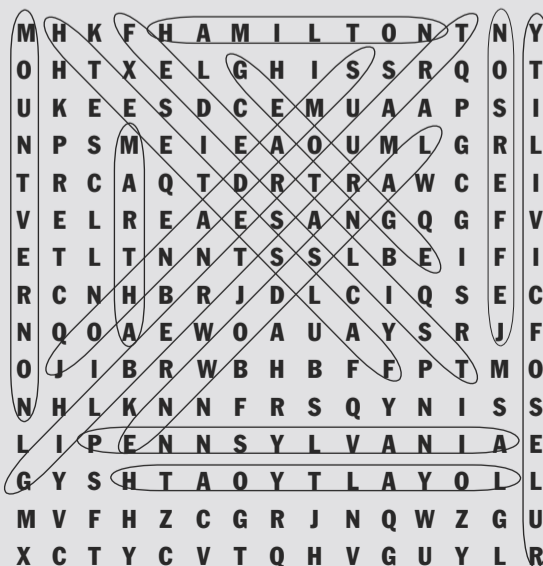 M H K F H A M I L T O N T N Y
O H T X E L G H I S S R Q O T
U K E E S D C E M U A A P S I
N P S M E I E A O U M L G R L
T R C A Q T D R T R A W C E I
V E L R E A E S A N G Q G F V
E T L T N N T S S L B E I F I
R C N H B R J D L C I Q S E C
N Q O A E W O A U A Y S R J F
O J I B R W B H B F F P T M O
N H L K N N F R S Q Y N I S S
L I P E N N S Y L V A N I A E
G Y S H T A O Y T L A Y O L L
M V F H Z C G R J N Q W Z G U
X C T Y C V T Q H V G U Y L R